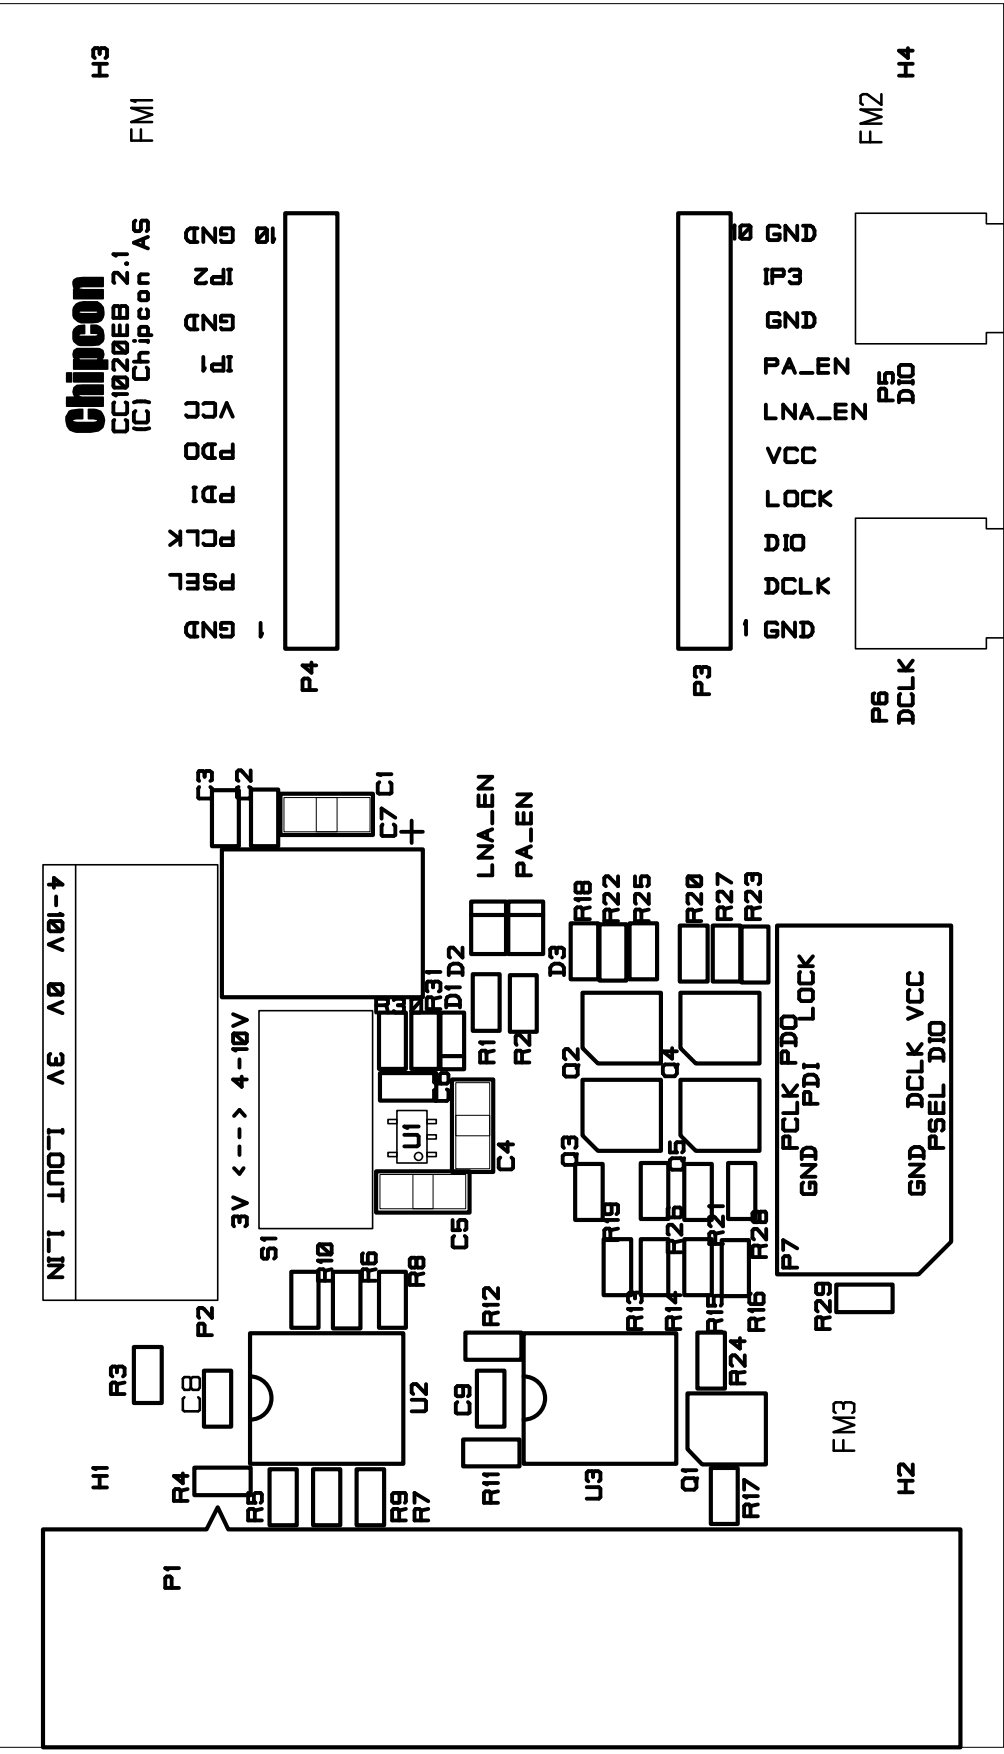 H3
H4
FM1
FM2
Chipcon
CC1020EB 2.1
(C) Chipcon AS
GND 10
IP2
GND
IP1
VCC
PDO
PDI
PCLK
PSEL
GND 1
P4
10 GND
IP3
GND
PA_EN
LNA_EN
VCC
LOCK
DIO
DCLK
1 GND
P3
P5
DIO
P6
DCLK
C3
C2
C1
C7
+
LNA_EN
PA_EN
4-10V 0V 3V I_OUT I_IN
3V <--> 4-10V
S1
P2
R30
R31
D1
D2
D3
R1
R2
U1
C4
C5
R18
R22
R25
R20
R27
R23
Q2
Q4
Q3
Q5
LOCK
PCLK PDO
PDI
GND
DCLK VCC
PSEL DIO
GND
P7
R19
R26
R21
R28
R13
R14
R15
R16
R29
R10
R6
R8
R12
R24
R3
C8
U2
C9
U3
Q1
FM3
H1
H2
R4
R5
R9
R7
R11
R17
P1